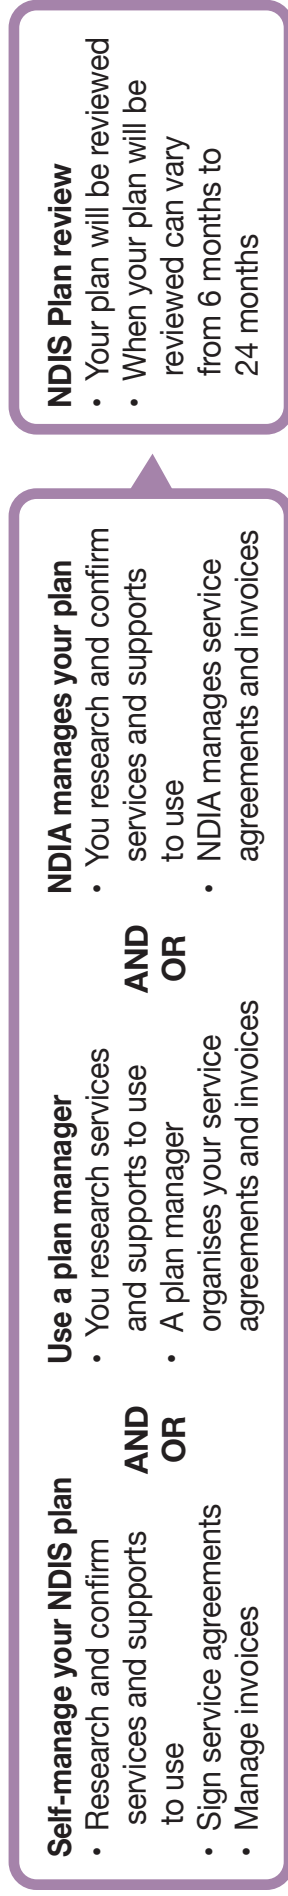 Self-manage your NDIS plan
• Research and confirm
services and supports
to use
• Sign service agreements
• Manage invoices
AND
OR
Use a plan manager
• You research services
and supports to use
• A plan manager
organises your service
agreements and invoices
AND
OR
NDIA manages your plan
• You research and confirm
services and supports
to use
• NDIA manages service
agreements and invoices
NDIS Plan review
• Your plan will be reviewed
• When your plan will be
reviewed can vary
from 6 months to
24 months